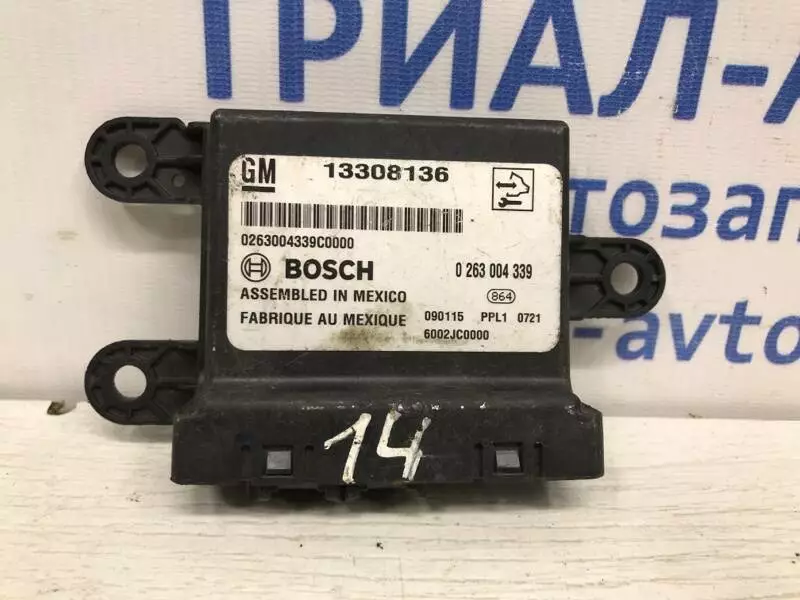 ТРИАЛ-А
втозап
-avto
GM 13308136
0263004339C0000
BOSCH 0 263 004 339
ASSEMBLED IN MEXICO 864
FABRIQUE AU MEXIQUE 090115 PPL1 0721
6002JC0000
14